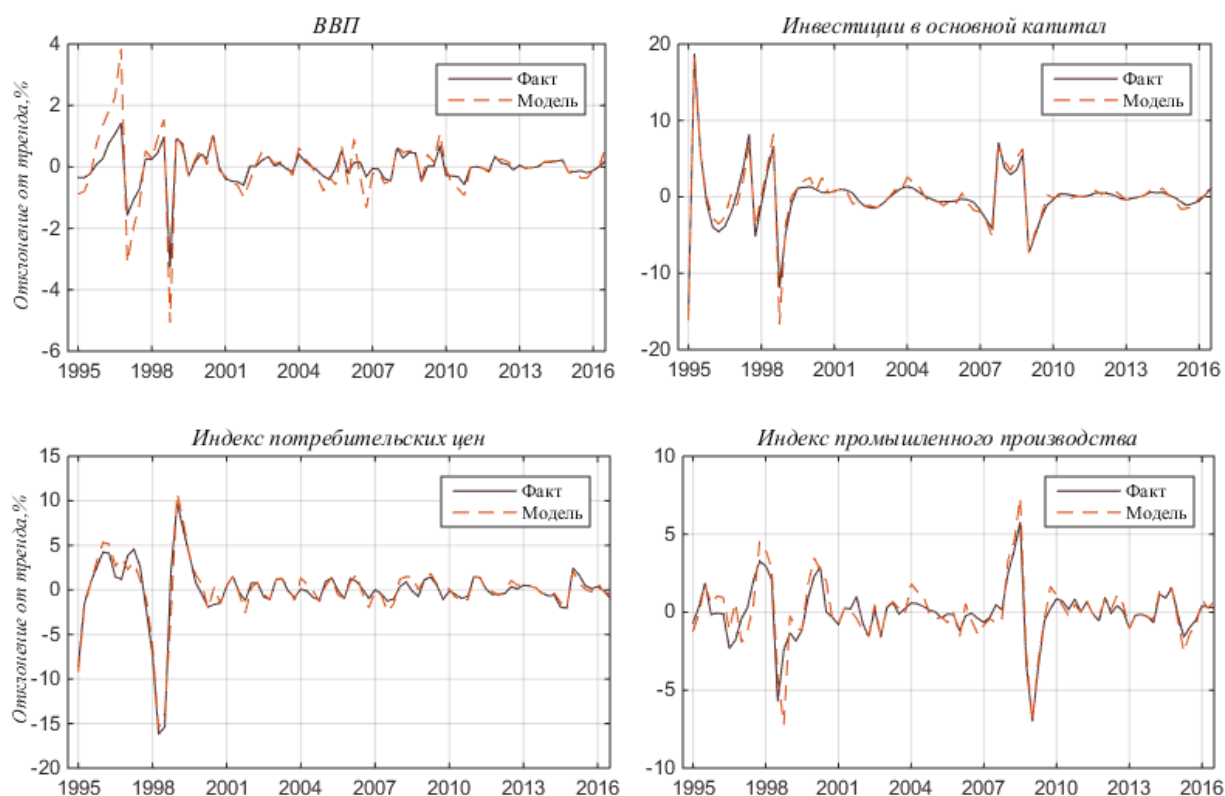 ВВП
Отклонение от тренда,%
4
2
0
-2
-4
-6
1995 1998 2001 2004 2007 2010 2013 2016
Факт
Модель
Инвестиции в основной капитал
20
10
0
-10
-20
1995 1998 2001 2004 2007 2010 2013 2016
Факт
Модель
Индекс потребительских цен
Отклонение от тренда,%
15
10
5
0
-5
-10
-15
-20
1995 1998 2001 2004 2007 2010 2013 2016
Факт
Модель
Индекс промышленного производства
10
5
0
-5
-10
1995 1998 2001 2004 2007 2010 2013 2016
Факт
Модель